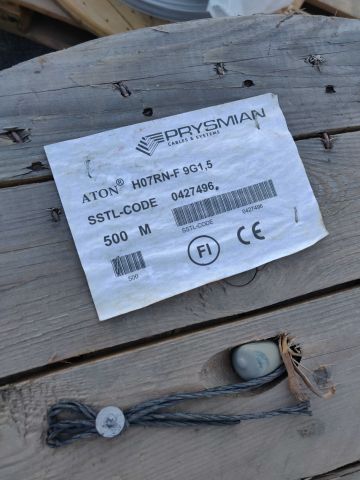 PRYSMIAN
CABLES & SYSTEMS
ATON® H07RN-F 9G1,5
SSTL-CODE 0427496.
500 M
SSTL-CODE
0427496
500
FI CE